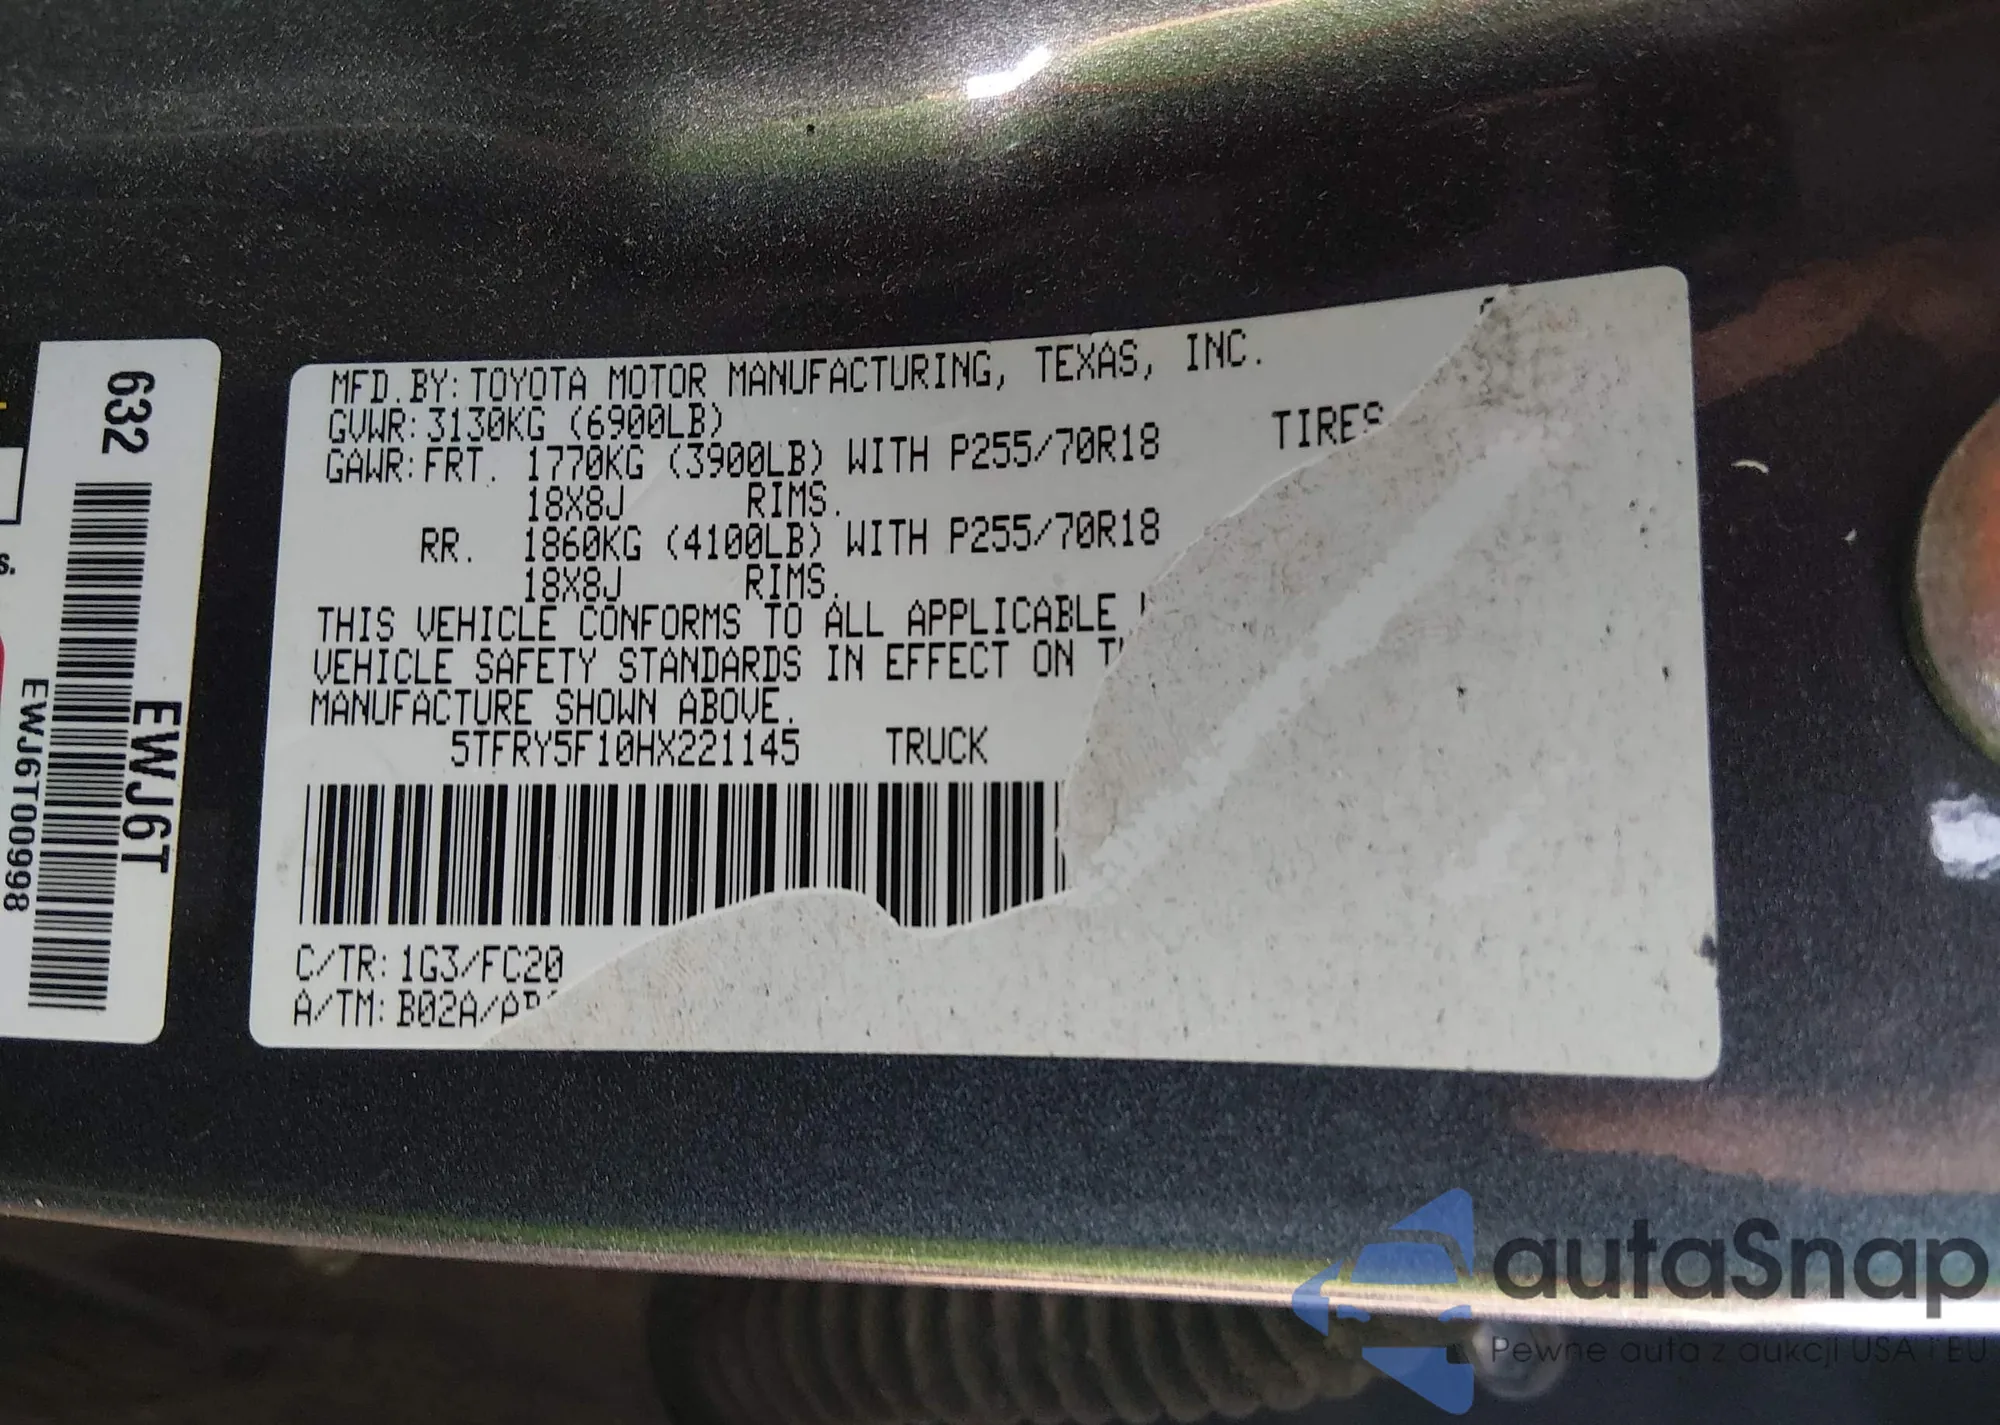 632
EWJ6T
EWJ6T00998
s.
MFD.BY:TOYOTA MOTOR MANUFACTURING, TEXAS, INC.
GVWR:3130KG (6900LB)
GAWR:FRT. 1770KG (3900LB) WITH P255/70R18 TIRES
18X8J RIMS.
RR. 1860KG (4100LB) WITH P255/70R18
18X8J RIMS.
THIS VEHICLE CONFORMS TO ALL APPLICABLE
VEHICLE SAFETY STANDARDS IN EFFECT ON
MANUFACTURE SHOWN ABOVE.
5TFRY5F10HX221145 TRUCK
C/TR:1G3/FC20
A/TM:B02A/
autaSnap
Pewne auta z aukcji USA i EU